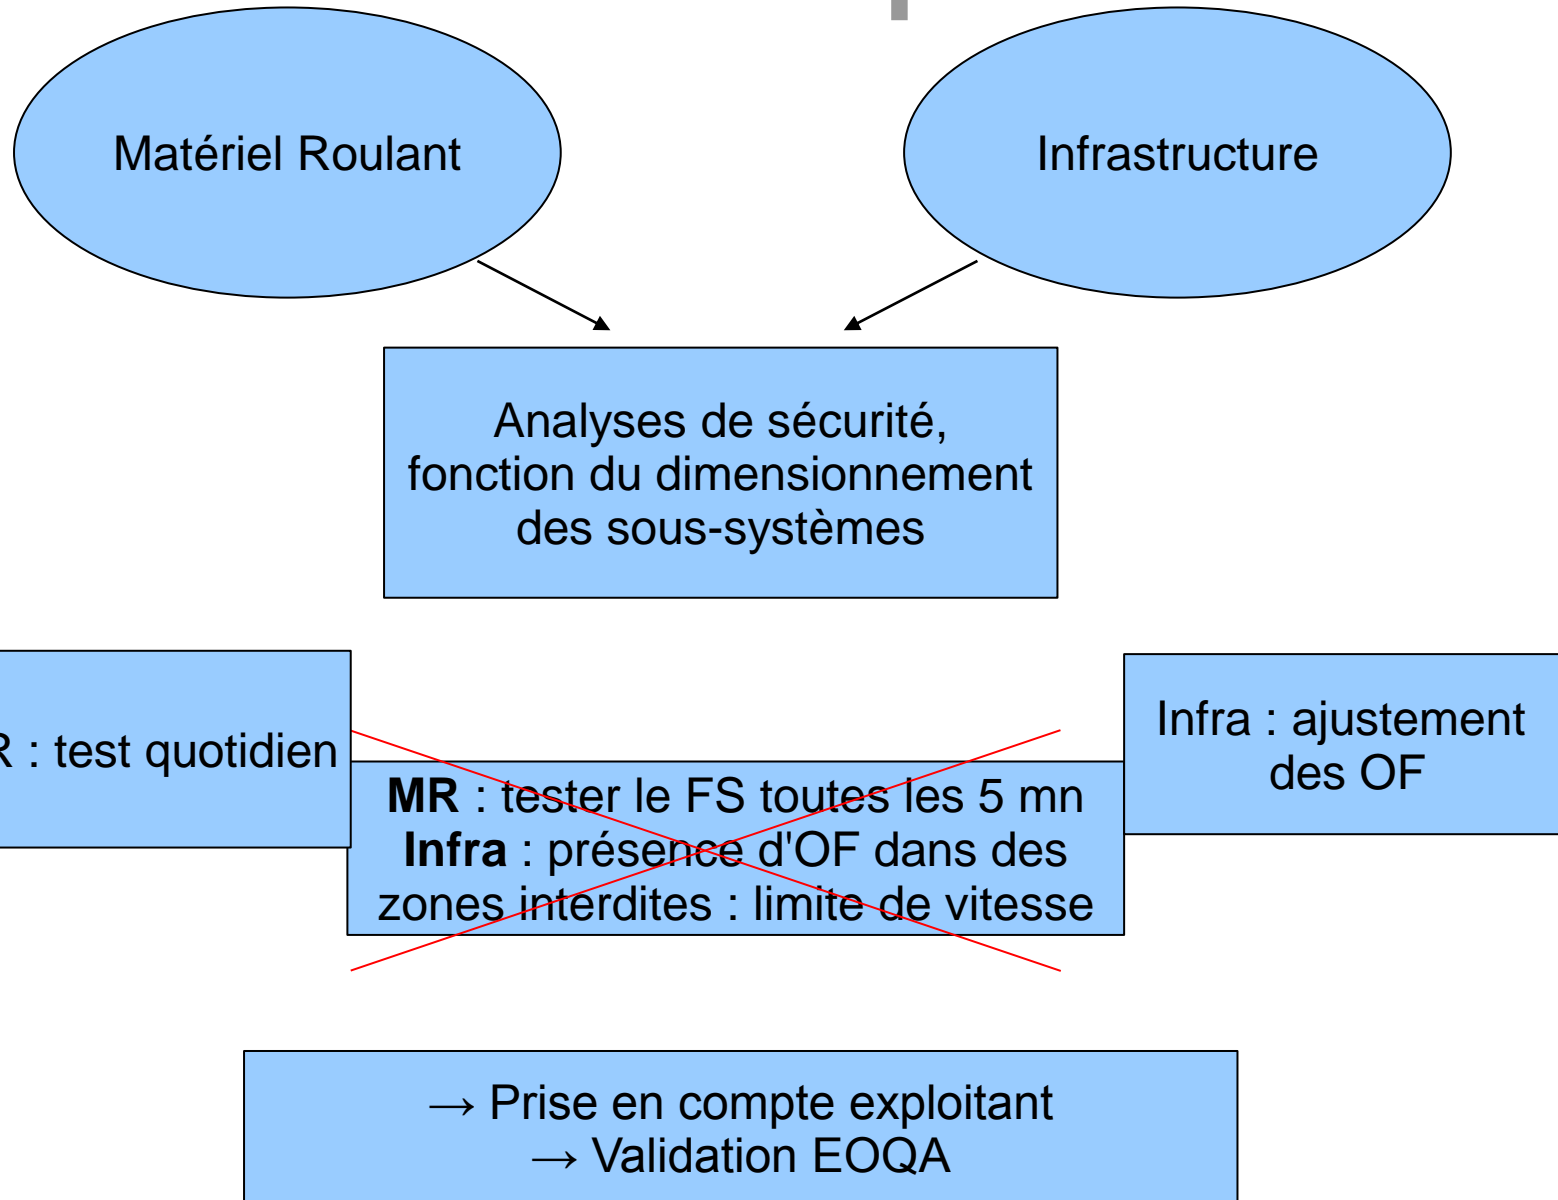 Matériel Roulant
Infrastructure
Analyses de sécurité,
fonction du dimensionnement
des sous-systèmes
: test quotidien
Infra : ajustement
des OF
MR : tester le FS toutes les 5 mn
Infra : présence d'OF dans des
zones interdites : limite de vitesse
→ Prise en compte exploitant
→ Validation EOQA